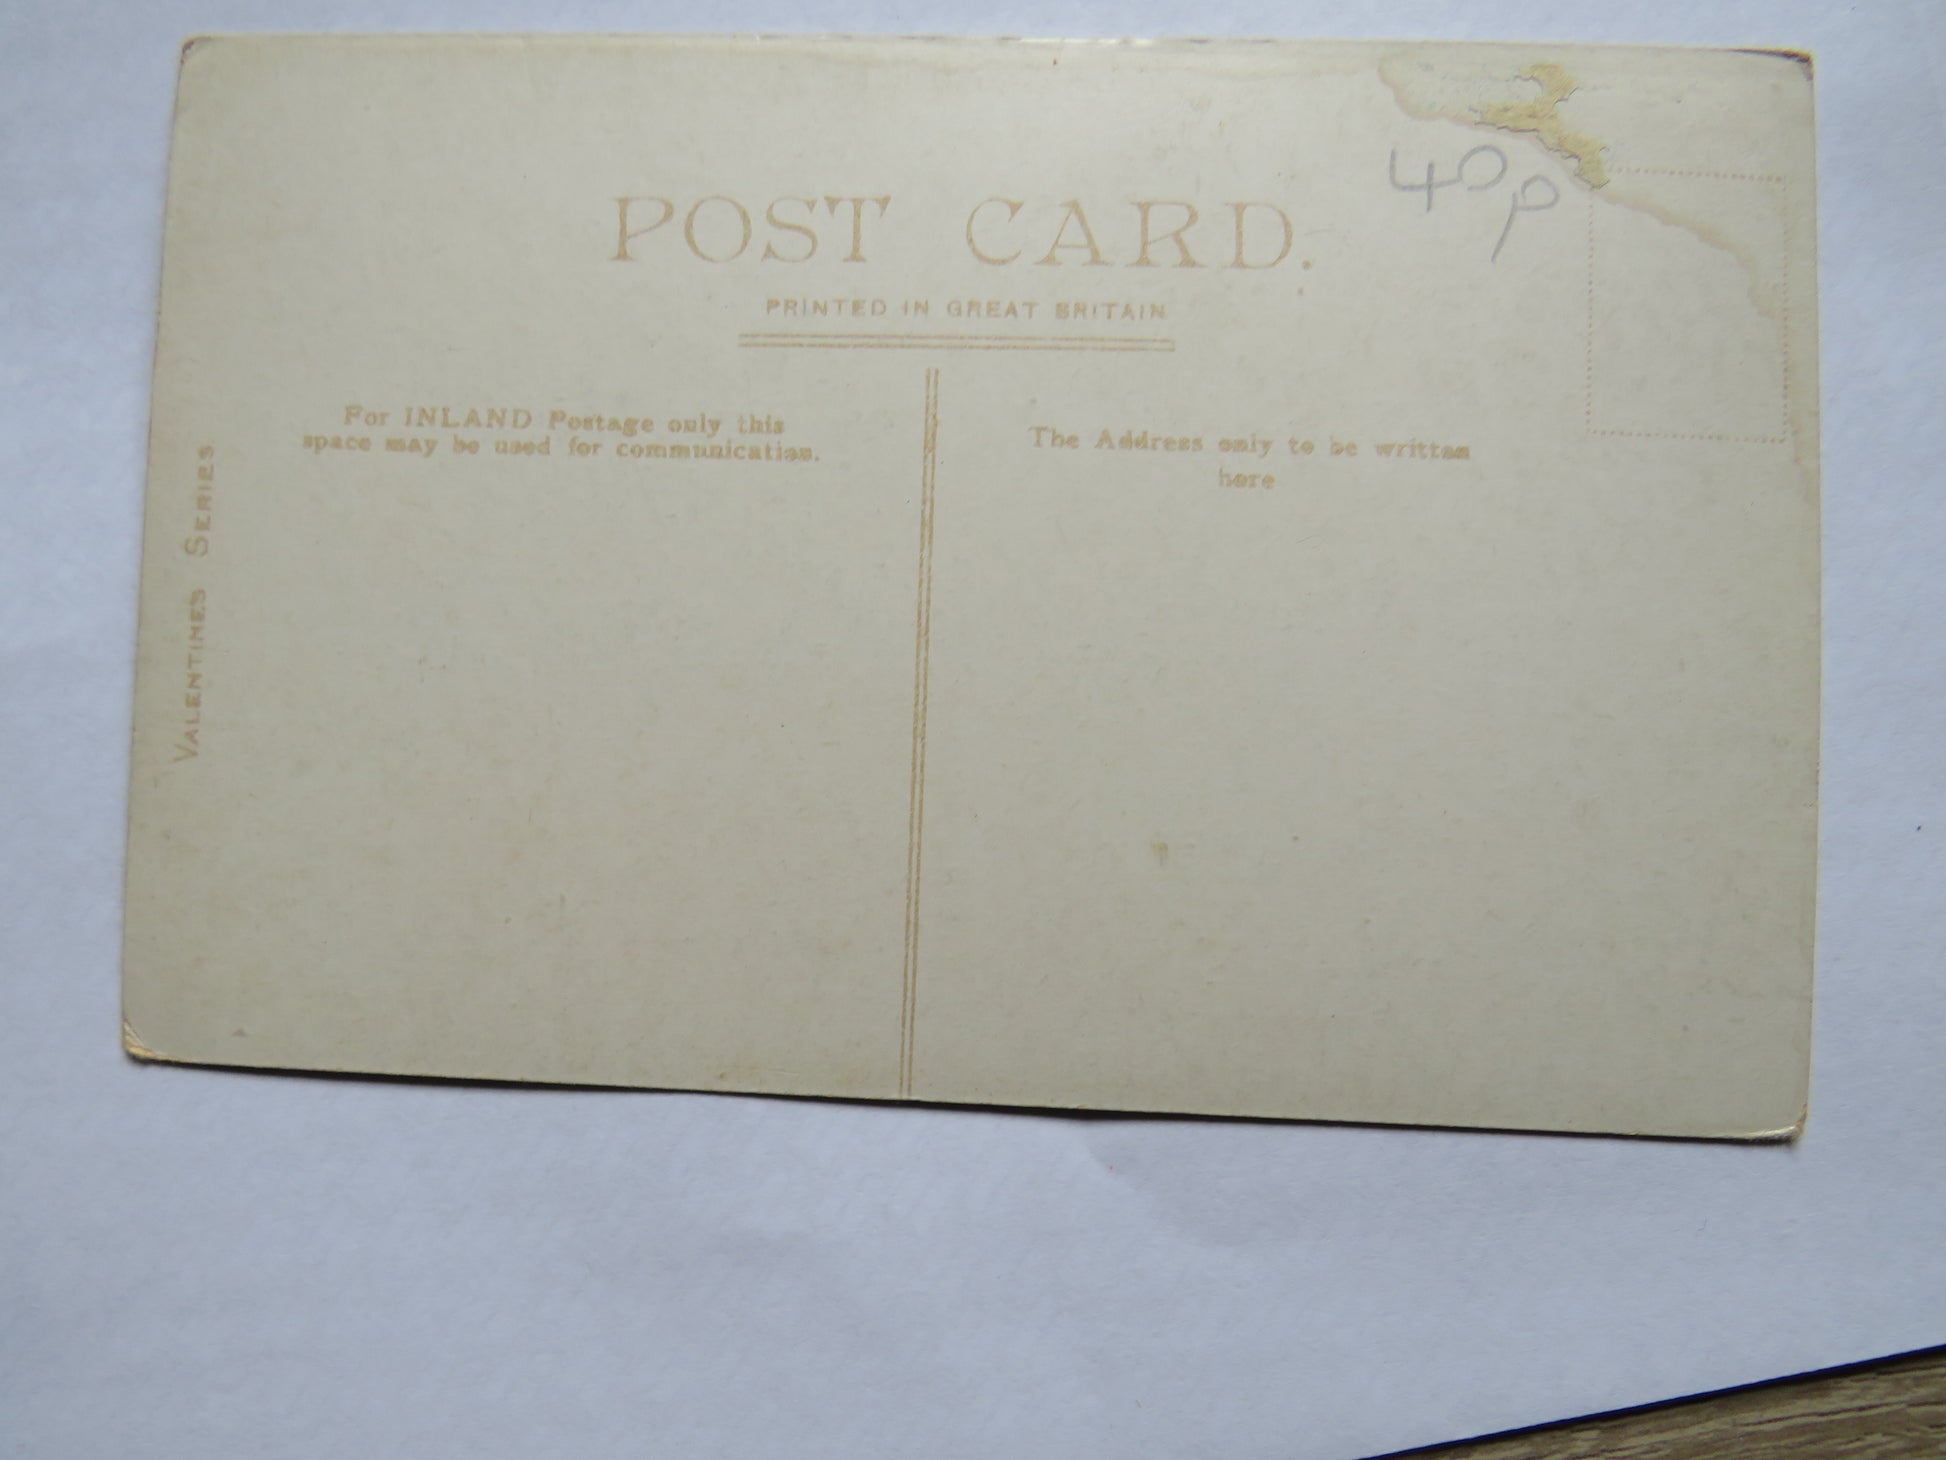 40p
POST CARD.
PRINTED IN GREAT BRITAIN
For INLAND Postage only this
space may be used for communication.
The Address only to be written
here
VALENTINES SERIES.